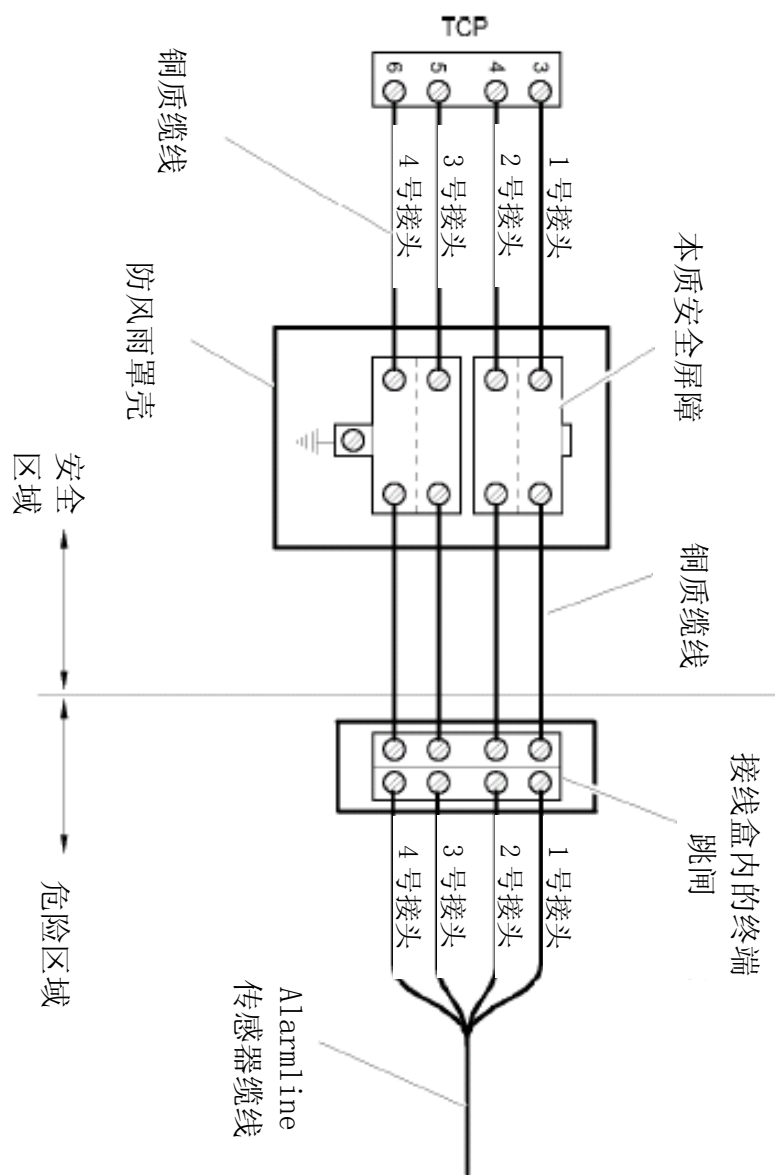 TCP
6 5 4 3
铜质缆线
4 号接头
3 号接头
2 号接头
1 号接头
防风雨罩壳
本质安全屏障
安全
区域
铜质缆线
接线盒内的终端
跳闸
4 号接头
3 号接头
2 号接头
1 号接头
危险区域
Alarmline
传感器缆线